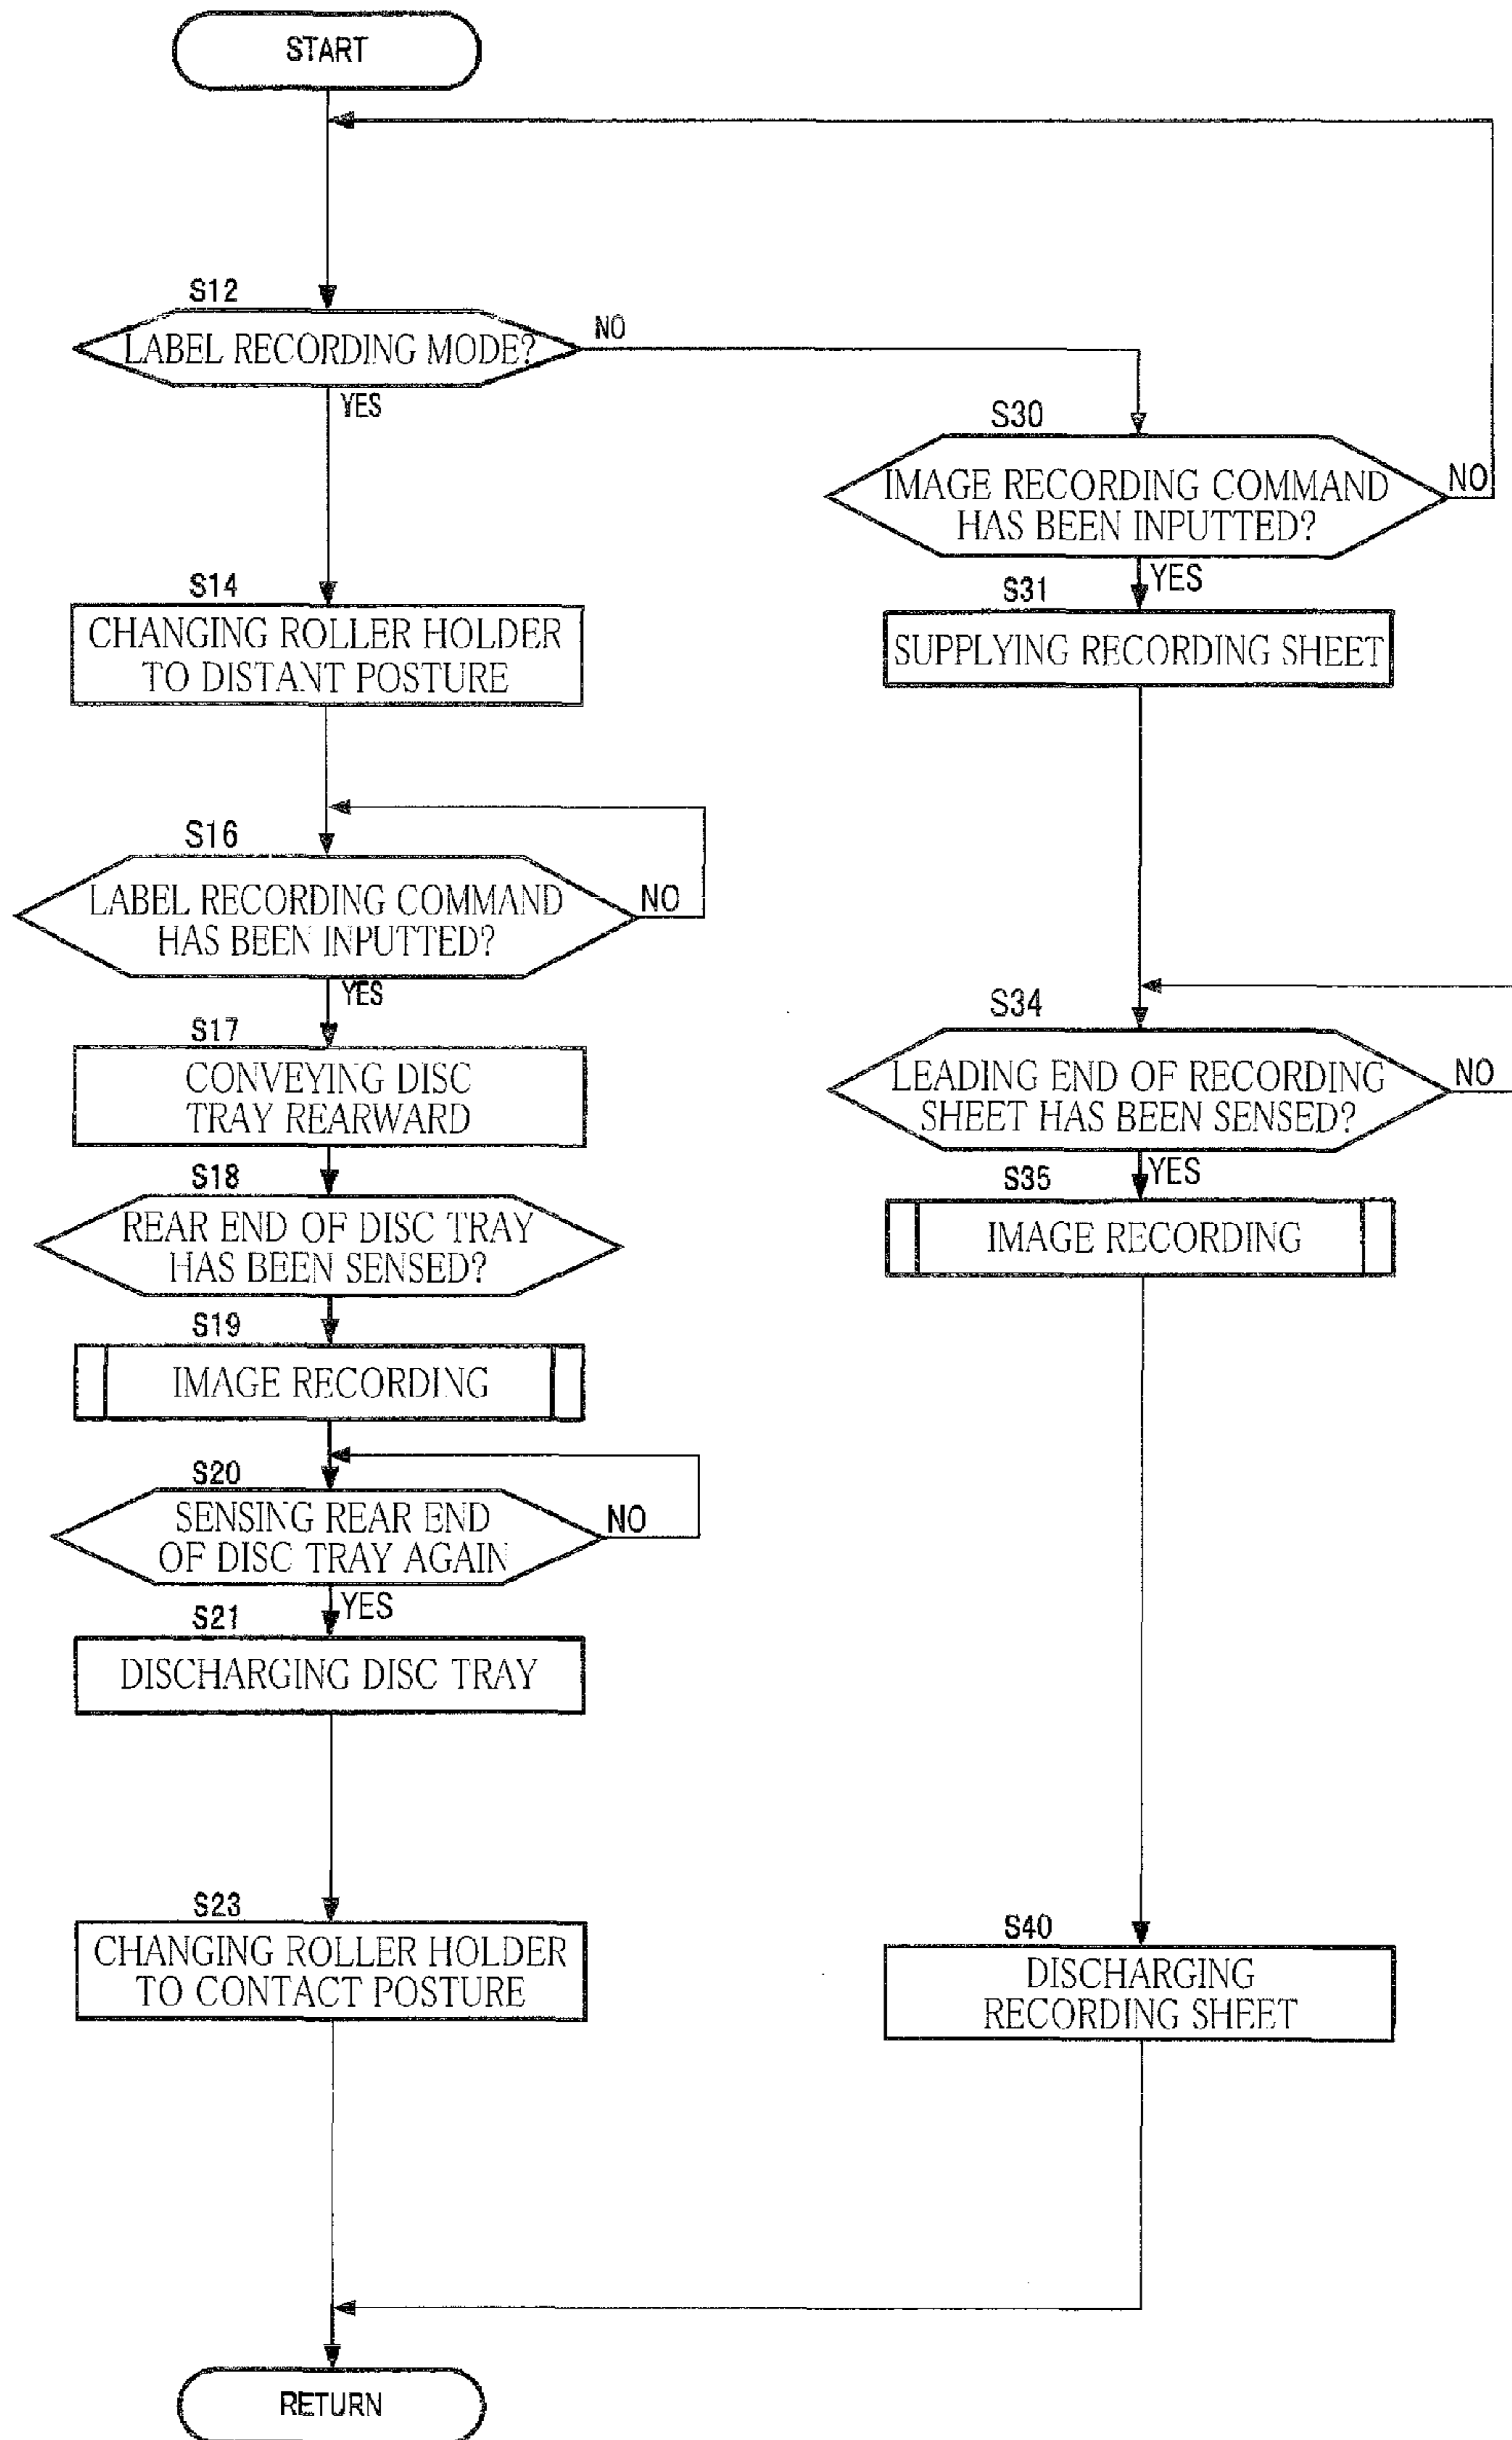 START
S12
LABEL RECORDING MODE?
NO
YES
S30
IMAGE RECORDING COMMAND
HAS BEEN INPUTTED?
NO
YES
S14
CHANGING ROLLER HOLDER
TO DISTANT POSTURE
S31
SUPPLYING RECORDING SHEET
S16
LABEL RECORDING COMMAND
HAS BEEN INPUTTED?
NO
YES
S17
CONVEYING DISC
TRAY REARWARD
S34
LEADING END OF RECORDING
SHEET HAS BEEN SENSED?
NO
YES
S18
REAR END OF DISC TRAY
HAS BEEN SENSED?
S35
IMAGE RECORDING
S19
IMAGE RECORDING
S20
SENSING REAR END
OF DISC TRAY AGAIN
NO
YES
S21
DISCHARGING DISC TRAY
S23
CHANGING ROLLER HOLDER
TO CONTACT POSTURE
S40
DISCHARGING
RECORDING SHEET
RETURN